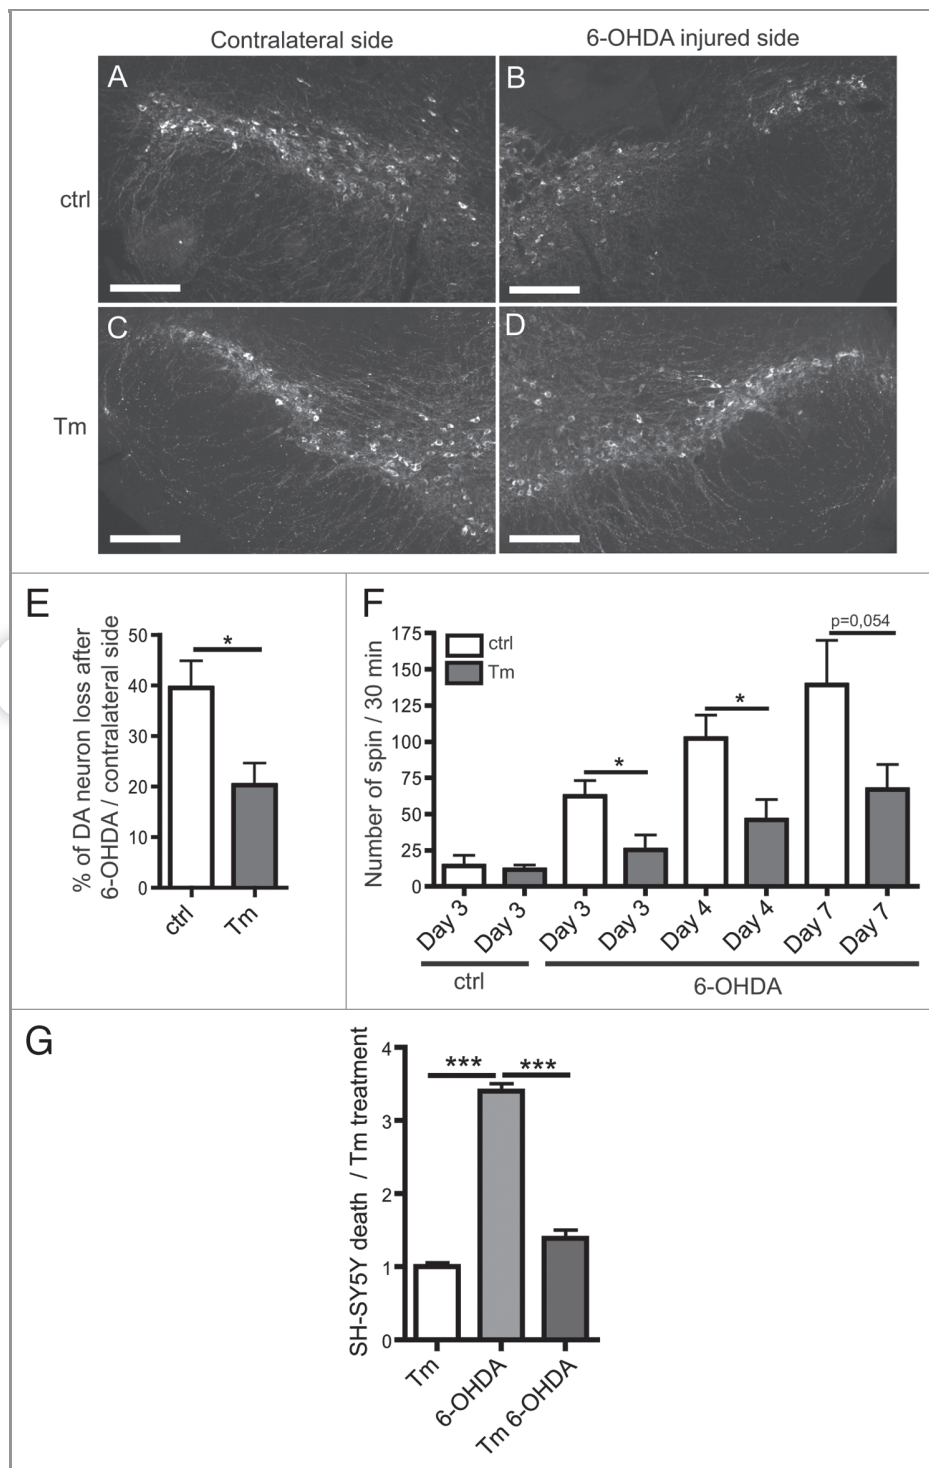 Contralateral side
6-OHDA injured side
A
B
ctrl
C
D
Tm
E
% of DA neuron loss after
6-OHDA / contralateral side
50
40
30
20
10
0
*
ctrl
Tm
F
Number of spin / 30 min
175
150
125
100
75
50
25
0
ctrl
Tm
*
*
p=0,054
Day 3
Day 3
Day 3
Day 3
Day 4
Day 4
Day 7
Day 7
ctrl
6-OHDA
G
SH-SY5Y death / Tm treatment
4
3
2
1
0
***
***
Tm
6-OHDA
Tm 6-OHDA